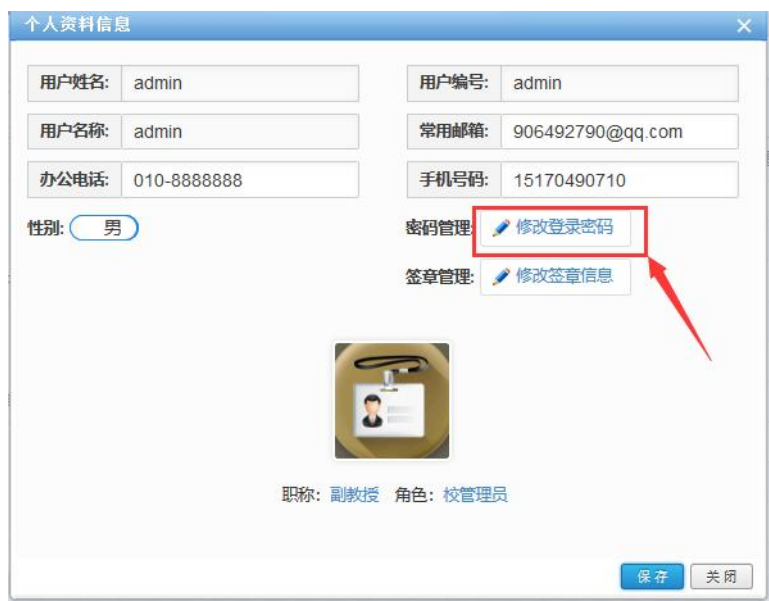 个人资料信息
用户姓名: admin 用户编号: admin
用户名称: admin 常用邮箱: 906492790@qq.com
办公电话: 010-8888888 手机号码: 15170490710
性别: 男 密码管理: 修改登录密码
签章管理: 修改签章信息
职称: 副教授 角色: 校管理员
保存 关闭